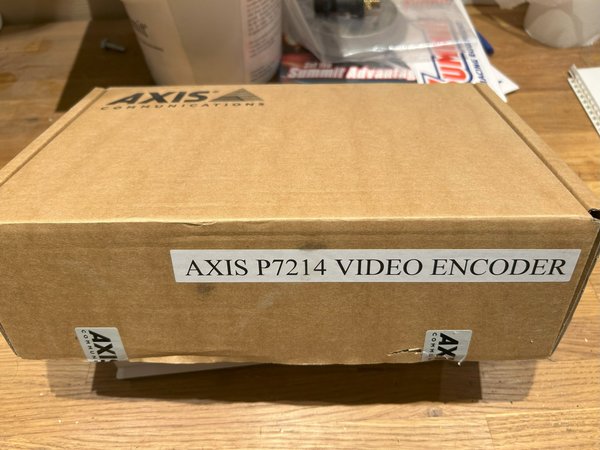 Summit Advantage
AXIS
COMMUNICATIONS
AXIS P7214 VIDEO ENCODER
AXIS
AXIS